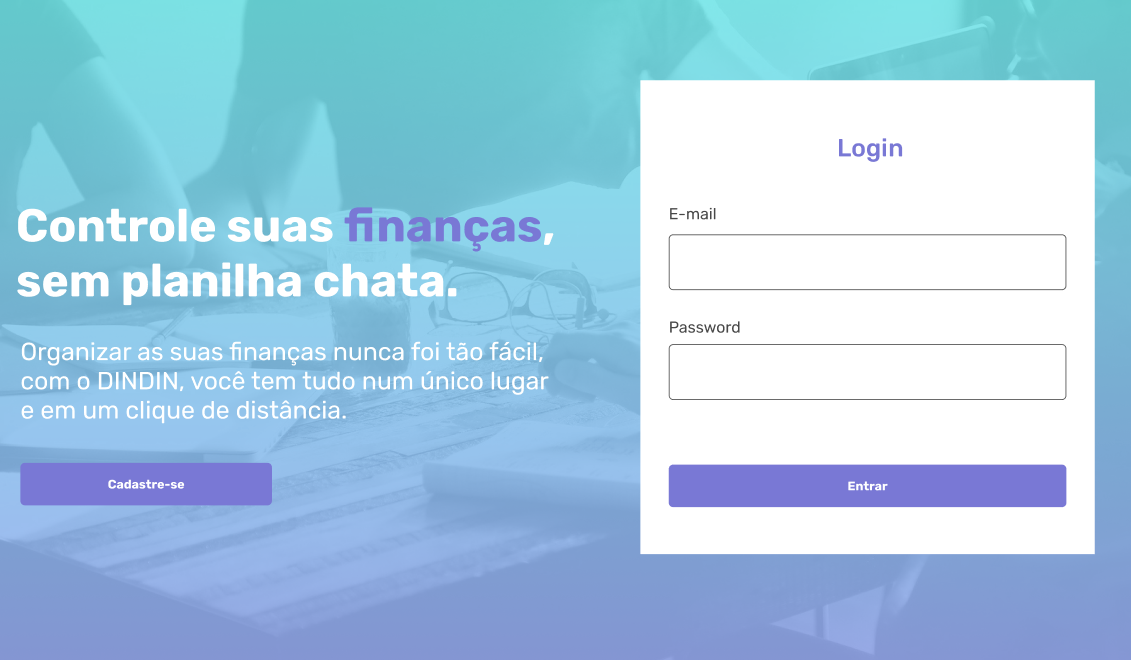 Controle suas finanças,
sem planilha chata.
Organizar as suas finanças nunca foi tão fácil,
com o DINDIN, você tem tudo num único lugar
e em um clique de distância.
Cadastre-se
Login
E-mail
Password
Entrar